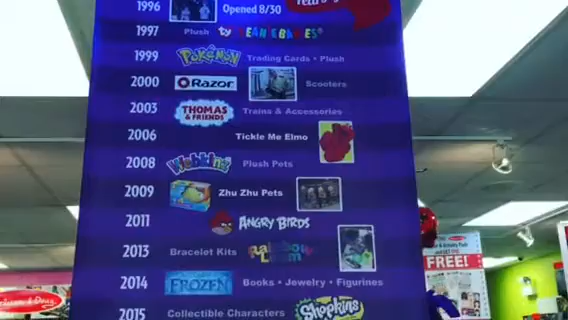 1996 Opened 8/30
1997 Plush ty BEANIE BABIES®
1999 Pokémon Trading Cards • Plush
2000 Razor Scooters
2003 THOMAS & FRIENDS Trains & Accessories
2006 Tickle Me Elmo
2008 Webkinz Plush Pets
2009 Zhu Zhu Pets
2011 ANGRY BIRDS
2013 Bracelet Kits Rainbow Loom
2014 FROZEN Books • Jewelry • Figurines
2015 Collectible Characters Shopkins
FREE!
& Doug